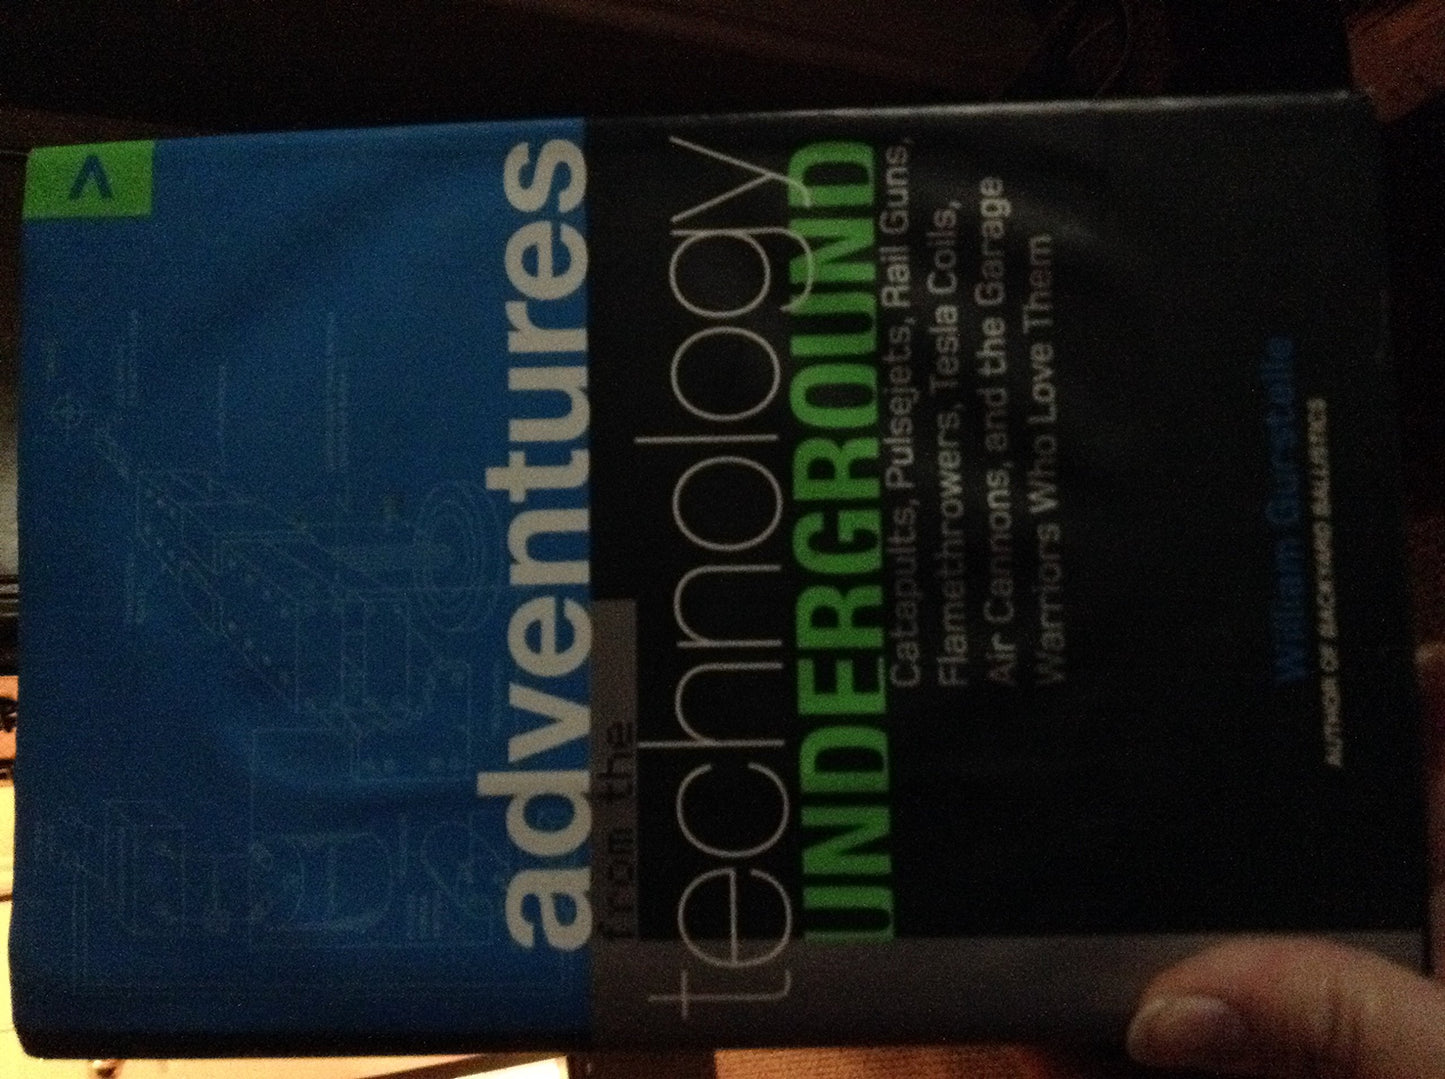 adventures
from the
technology
UNDERGROUND
Catapults, Pulsejets, Rail Guns,
Flamethrowers, Tesla Coils,
Air Cannons, and the Garage
Warriors Who Love Them
William Gurstelle
AUTHOR OF BACKYARD BALLISTICS